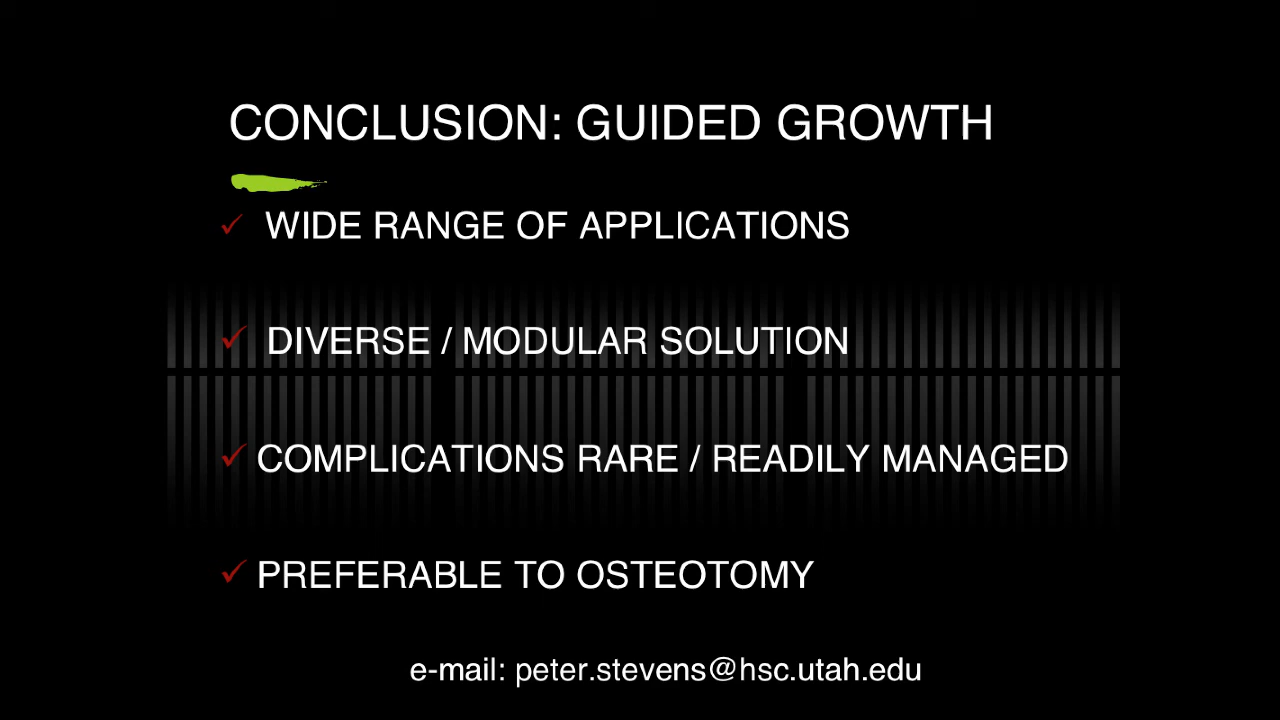 CONCLUSION: GUIDED GROWTH
WIDE RANGE OF APPLICATIONS
DIVERSE / MODULAR SOLUTION
COMPLICATIONS RARE / READILY MANAGED
PREFERABLE TO OSTEOTOMY
e-mail: peter.stevens@hsc.utah.edu